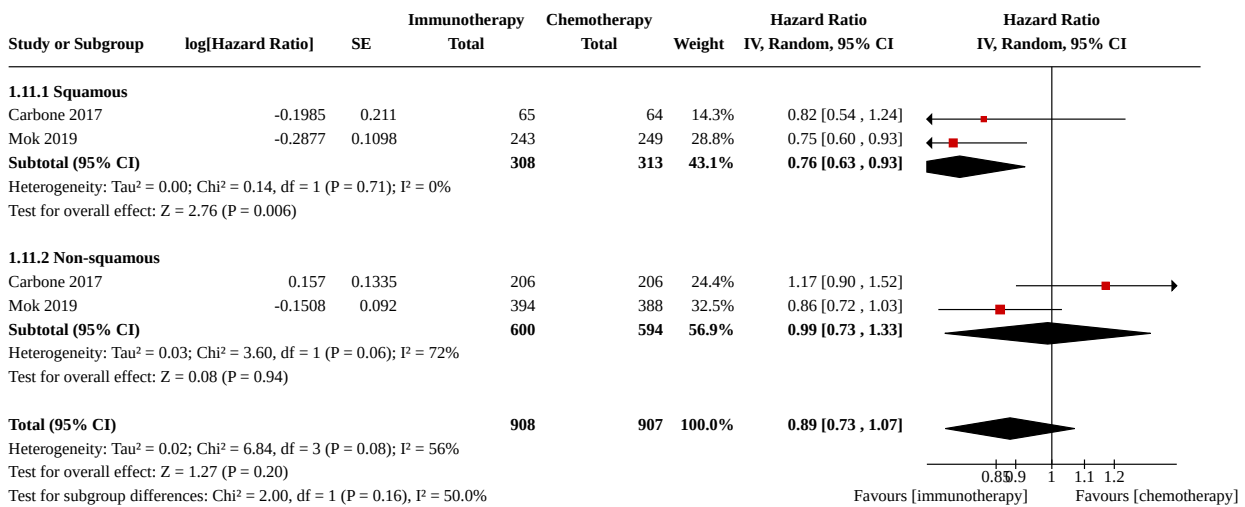 Immunotherapy Chemotherapy Hazard Ratio Hazard Ratio
Study or Subgroup log[Hazard Ratio] SE Total Total Weight IV, Random, 95% CI IV, Random, 95% CI
1.11.1 Squamous
Carbone 2017 -0.1985 0.211 65 64 14.3% 0.82 [0.54 , 1.24]
Mok 2019 -0.2877 0.1098 243 249 28.8% 0.75 [0.60 , 0.93]
Subtotal (95% CI) 308 313 43.1% 0.76 [0.63 , 0.93]
Heterogeneity: Tau² = 0.00; Chi² = 0.14, df = 1 (P = 0.71); I² = 0%
Test for overall effect: Z = 2.76 (P = 0.006)
1.11.2 Non-squamous
Carbone 2017 0.157 0.1335 206 206 24.4% 1.17 [0.90 , 1.52]
Mok 2019 -0.1508 0.092 394 388 32.5% 0.86 [0.72 , 1.03]
Subtotal (95% CI) 600 594 56.9% 0.99 [0.73 , 1.33]
Heterogeneity: Tau² = 0.03; Chi² = 3.60, df = 1 (P = 0.06); I² = 72%
Test for overall effect: Z = 0.08 (P = 0.94)
Total (95% CI) 908 907 100.0% 0.89 [0.73 , 1.07]
Heterogeneity: Tau² = 0.02; Chi² = 6.84, df = 3 (P = 0.08); I² = 56%
Test for overall effect: Z = 1.27 (P = 0.20)
0.85 0.9 1 1.1 1.2
Test for subgroup differences: Chi² = 2.00, df = 1 (P = 0.16), I² = 50.0% Favours [immunotherapy] Favours [chemotherapy]